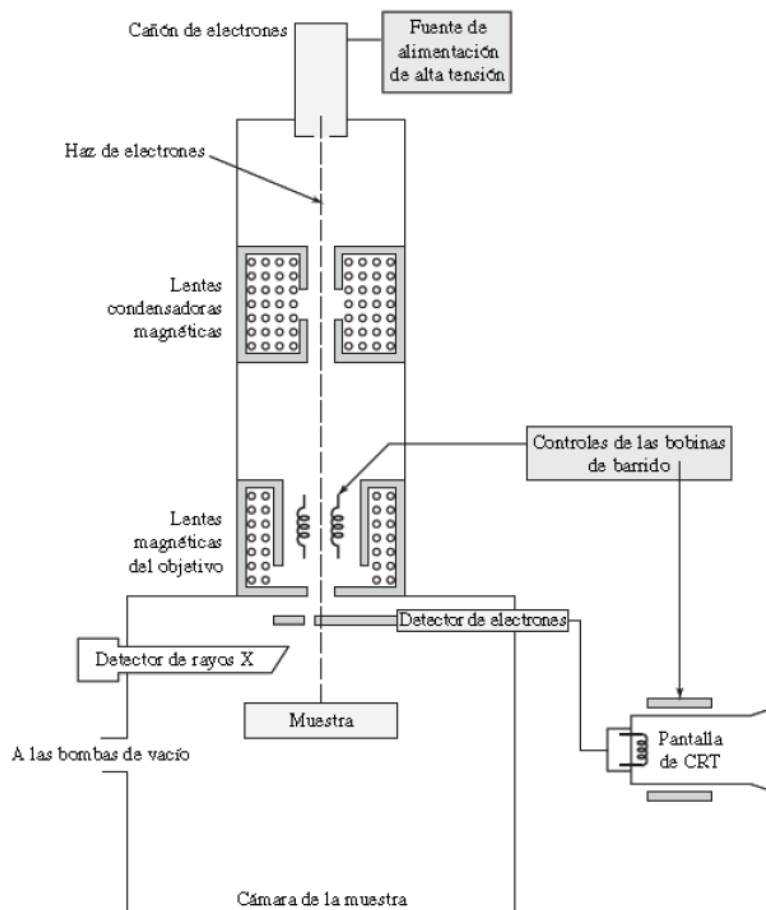 Cañón de electrones
Fuente de
alimentación
de alta tensión
Haz de electrones
Lentes
condensadoras
magnéticas
Controles de las bobinas
de barrido
Lentes
magnéticas
del objetivo
Detector de electrones
Detector de rayos X
Muestra
A las bombas de vacío
Pantalla
de CRT
Cámara de la muestra